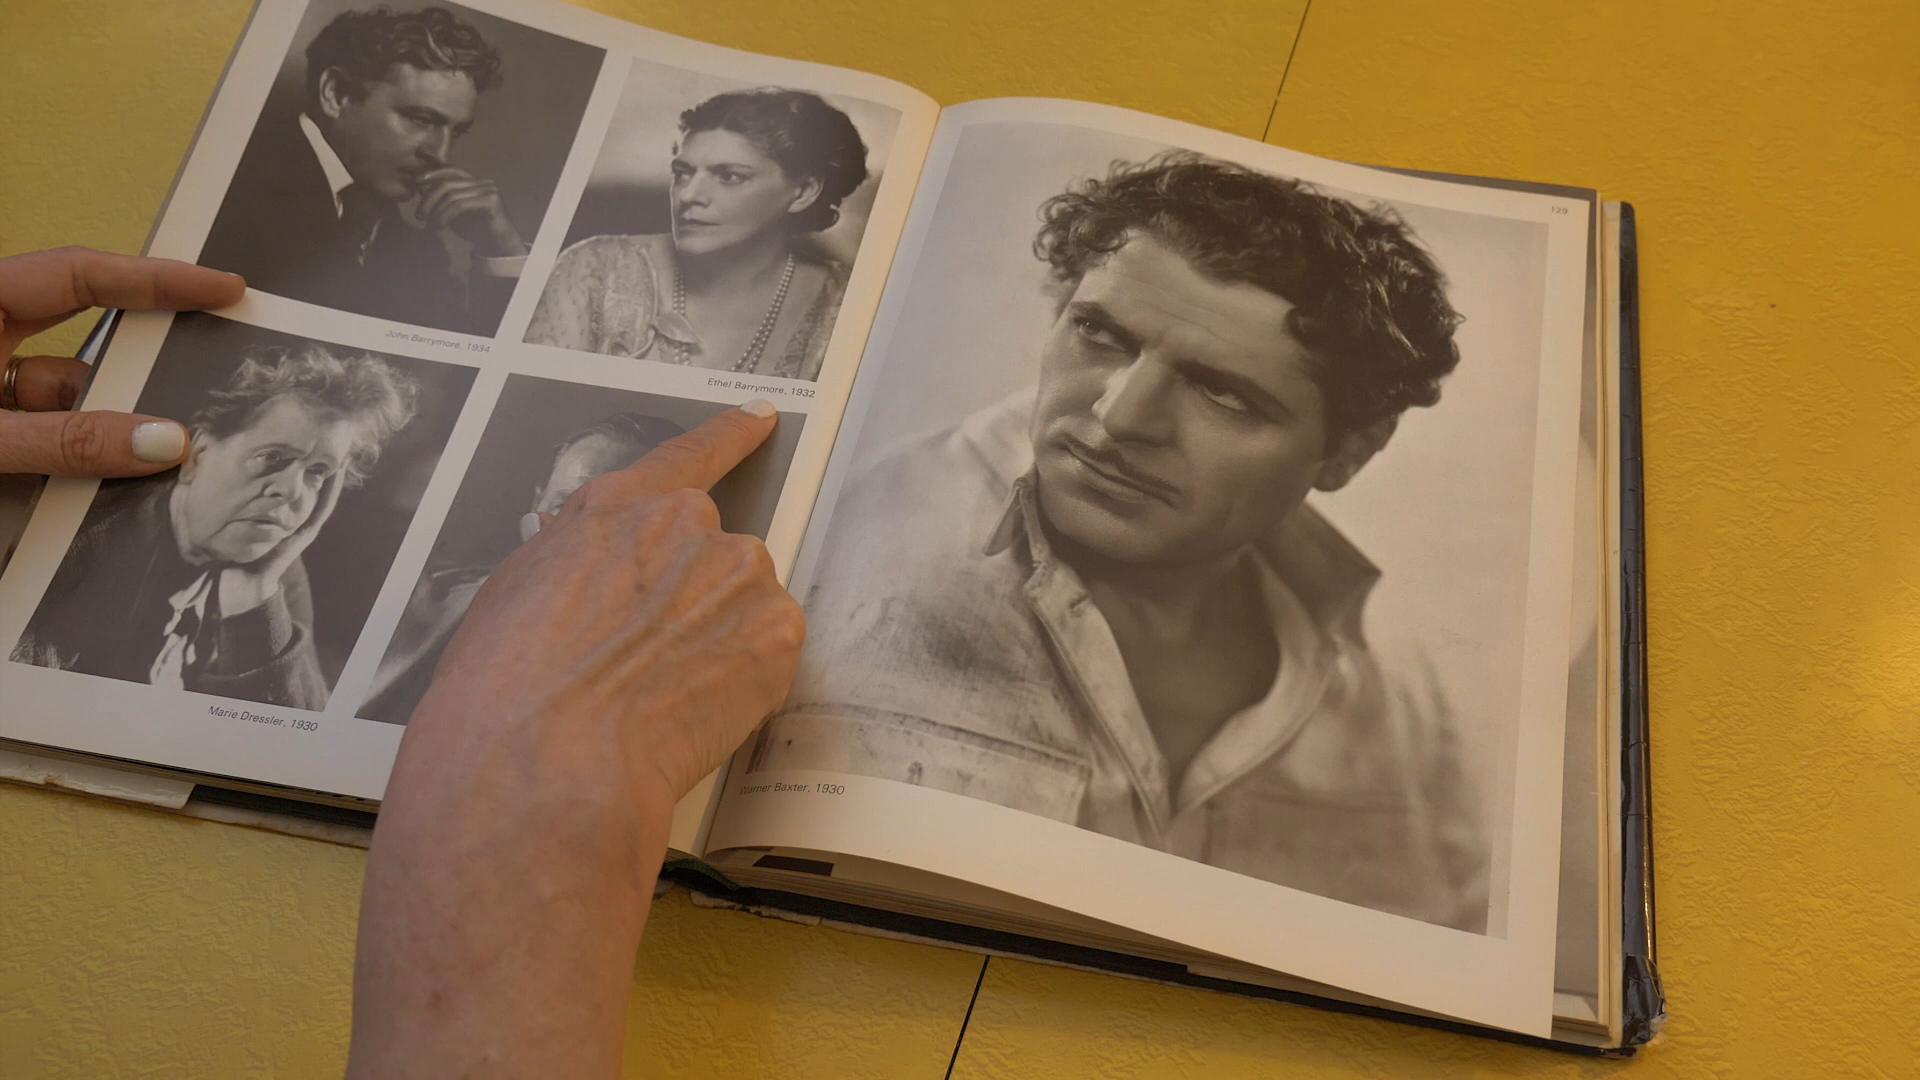 John Barrymore, 1934
Ethel Barrymore, 1932
Marie Dressler, 1930
129
Warner Baxter, 1930